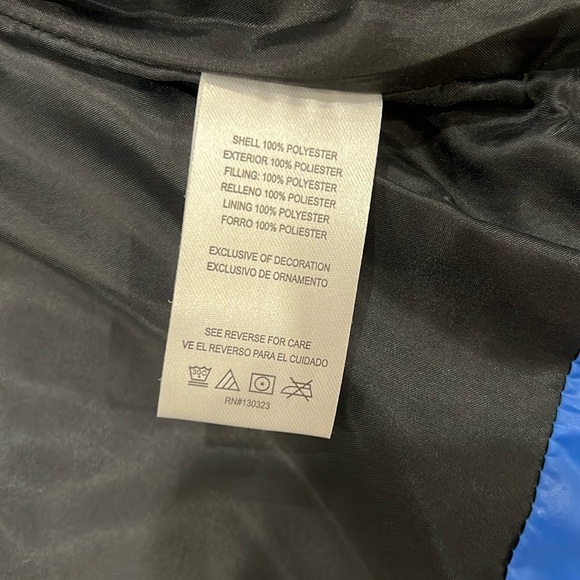 SHELL 100% POLYESTER
EXTERIOR 100% POLIESTER
FILLING: 100% POLYESTER
RELLENO 100% POLIESTER
LINING 100% POLYESTER
FORRO 100% POLIESTER
EXCLUSIVE OF DECORATION
EXCLUSIVO DE ORNAMENTO
SEE REVERSE FOR CARE
VE EL REVERSO PARA EL CUIDADO
30C
RN#130323